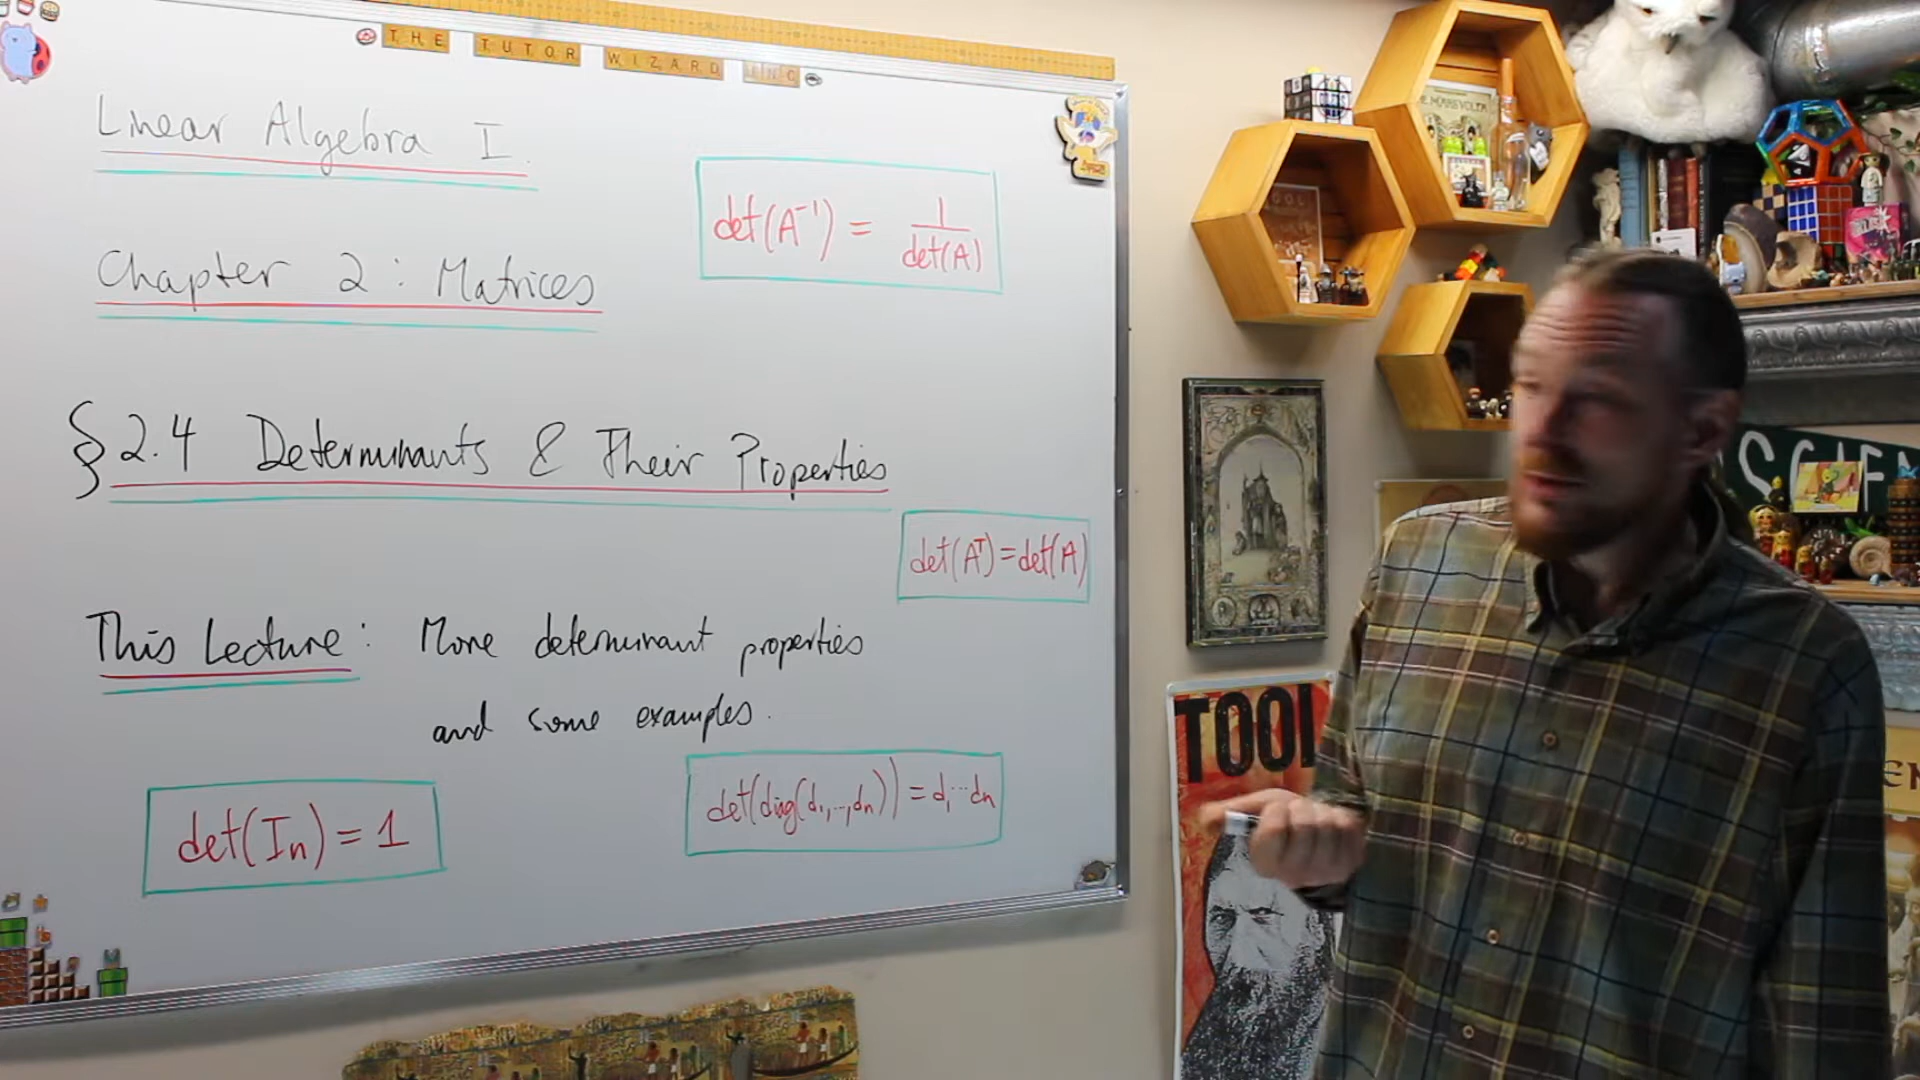 THE TUTOR WIZARD INC
Linear Algebra I.
det(A⁻¹) = 1/det(A)
Chapter 2: Matrices
§2.4 Determinants & Their Properties
det(Aᵀ)=det(A)
This Lecture: More determinant properties
and some examples.
det(diag(d₁,...,dₙ)) = d₁...dₙ
det(Iₙ) = 1
TOOL